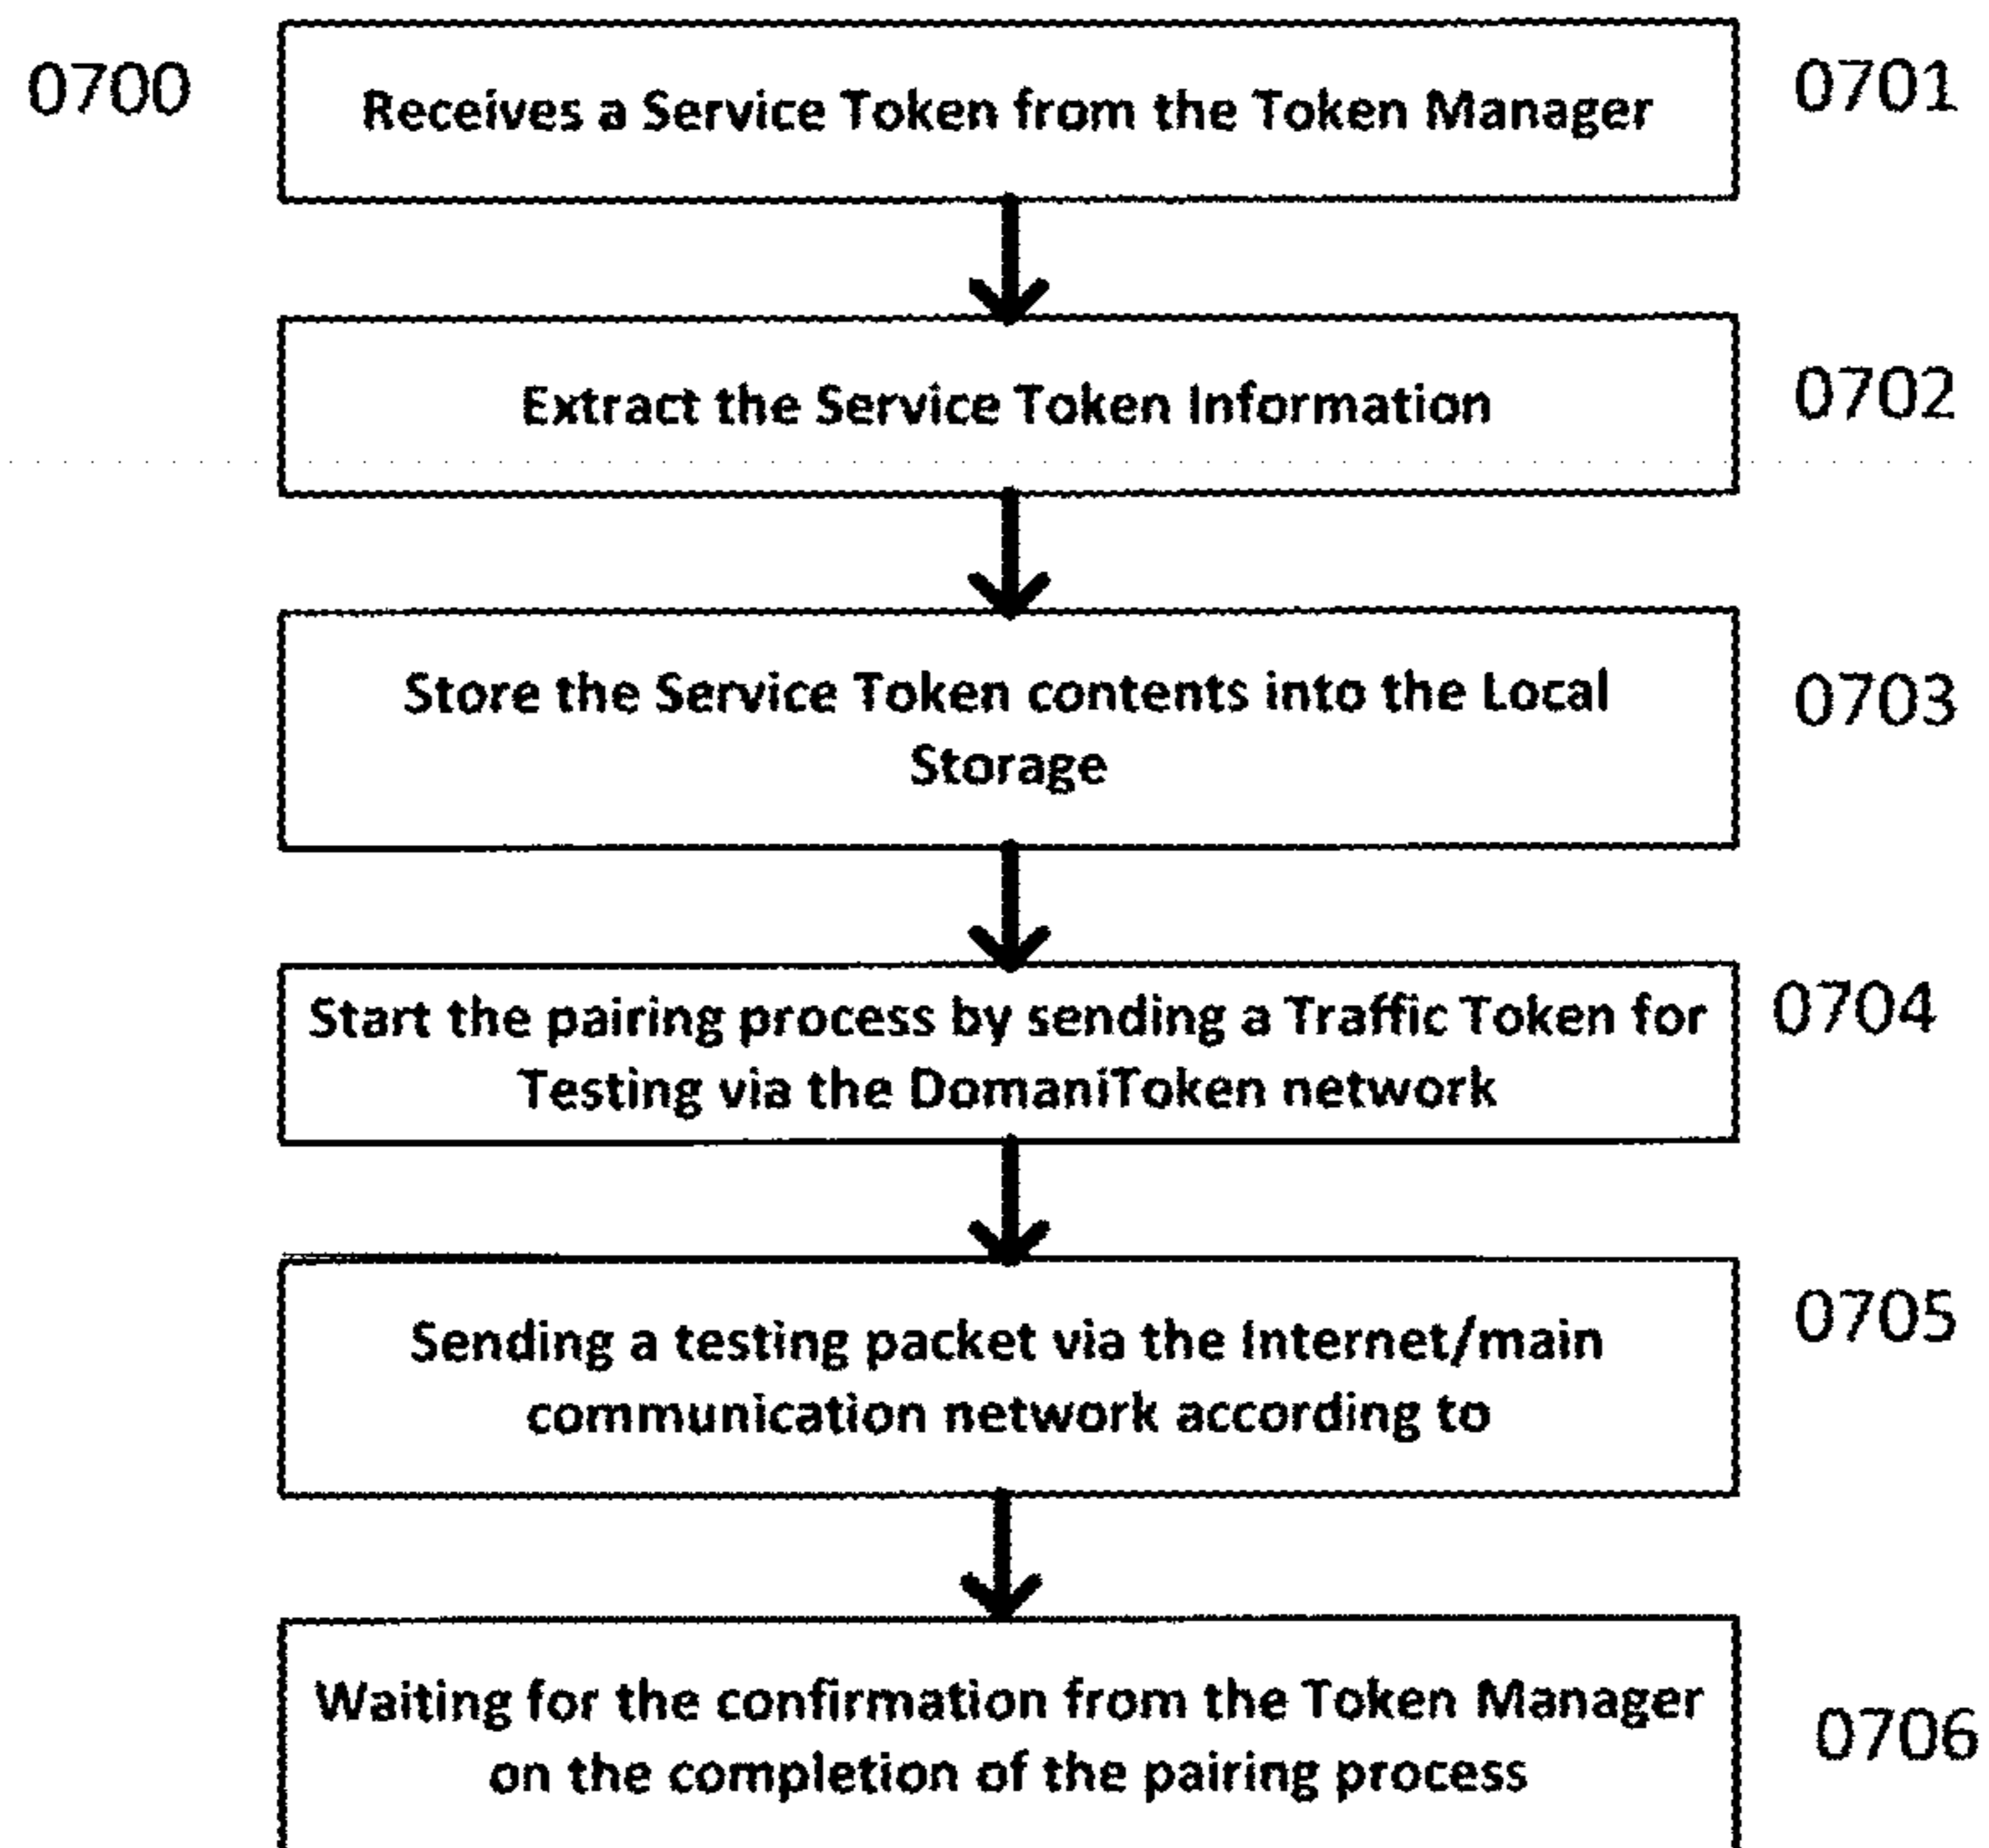 0700
Receives a Service Token from the Token Manager
0701
Extract the Service Token Information
0702
Store the Service Token contents into the Local
Storage
0703
Start the pairing process by sending a Traffic Token for
Testing via the DomaniToken network
0704
Sending a testing packet via the Internet/main
communication network according to
0705
Waiting for the confirmation from the Token Manager
on the completion of the pairing process
0706